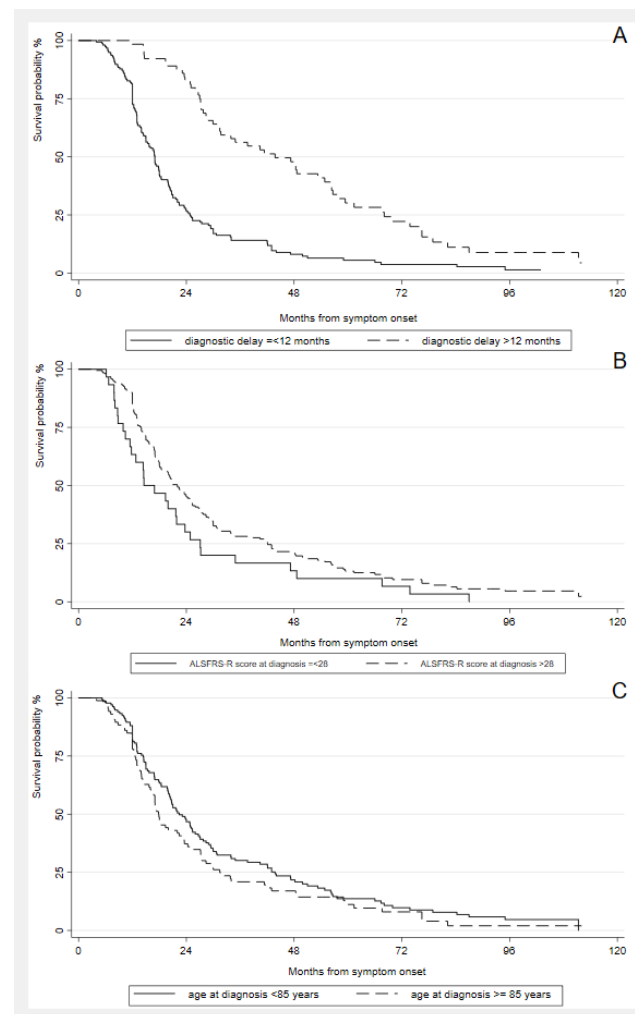 A
Survival probability %
100
75
50
25
0
0 24 48 72 96 120
Months from symptom onset
diagnostic delay =<12 months diagnostic delay >12 months
B
Survival probability %
100
75
50
25
0
0 24 48 72 96 120
Months from symptom onset
ALSFRS-R score at diagnosis =<28 ALSFRS-R score at diagnosis >28
C
Survival probability %
100
75
50
25
0
0 24 48 72 96 120
Months from symptom onset
age at diagnosis <85 years age at diagnosis >= 85 years